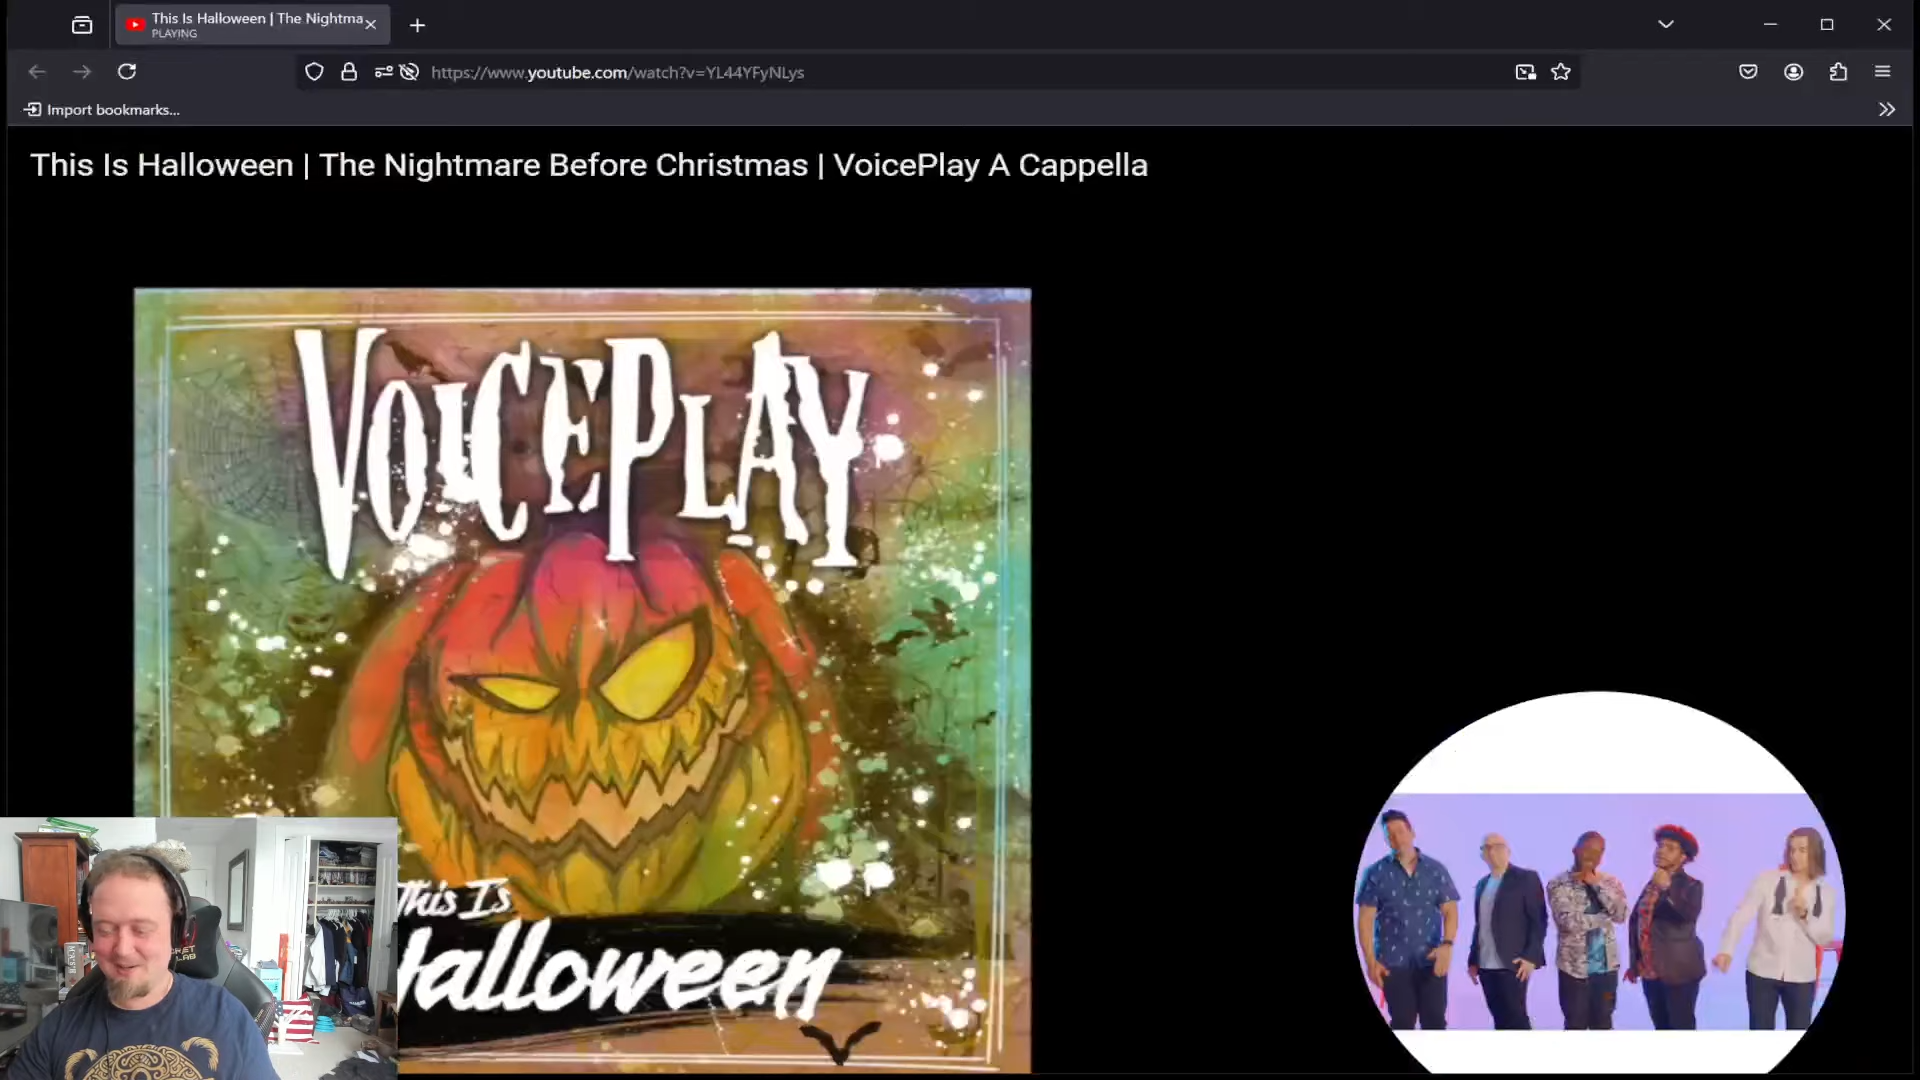 This Is Halloween | The Nightma
PLAYING
https://www.youtube.com/watch?v=YL44YFyNLys
Import bookmarks...
This Is Halloween | The Nightmare Before Christmas | VoicePlay A Cappella
VOICEPLAY
This Is
Halloween